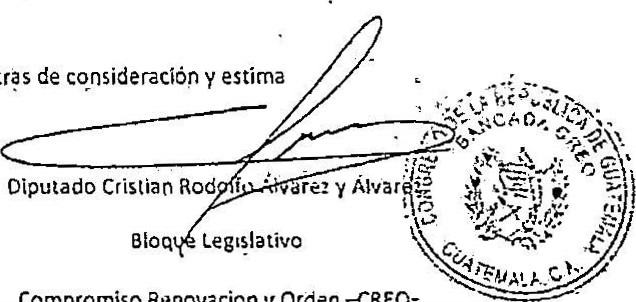 tras de consideración y estima
Diputado Cristian Rodolfo Álvarez y Álvarez
Bloque Legislativo
Compromiso Renovacion y Orden –CREO-
CONGRESO DE LA REPUBLICA DE GUATEMALA
BANCADA CREO
GUATEMALA, C.A.